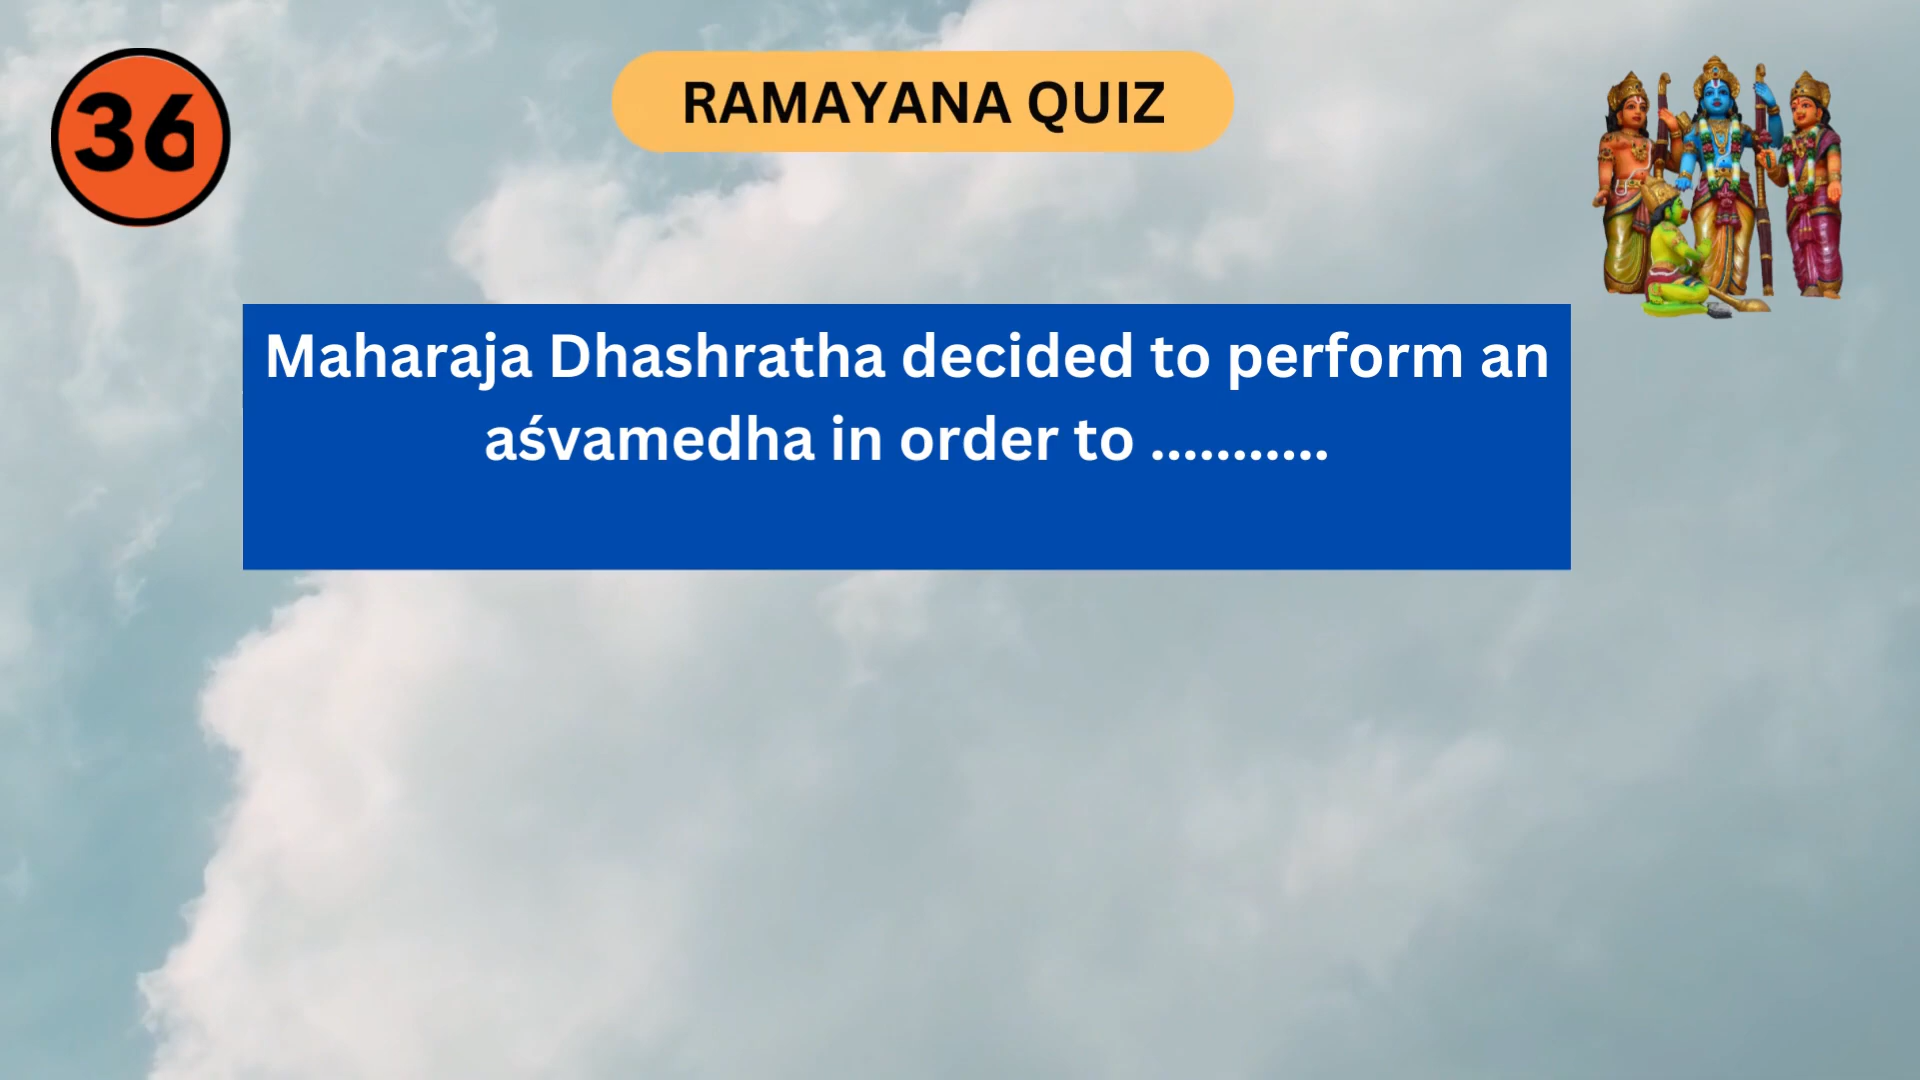 36
RAMAYANA QUIZ
Maharaja Dhashratha decided to perform an
aśvamedha in order to ...........